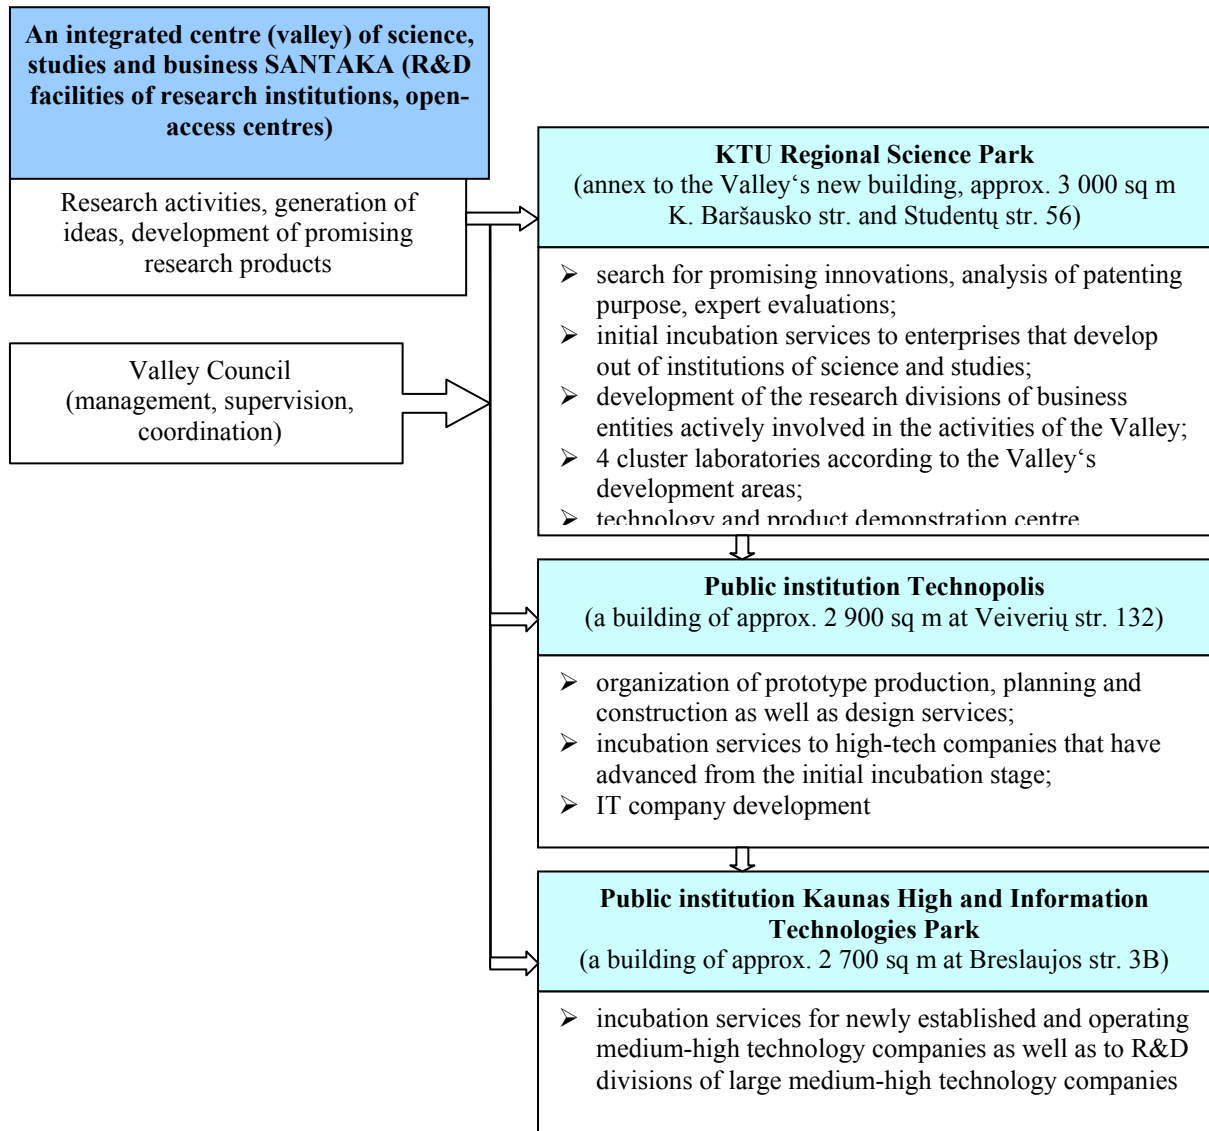 An integrated centre (valley) of science,
studies and business SANTAKA (R&D
facilities of research institutions, open-
access centres)
Research activities, generation of
ideas, development of promising
research products
Valley Council
(management, supervision,
coordination)
KTU Regional Science Park
(annex to the Valley‘s new building, approx. 3 000 sq m
K. Baršausko str. and Studentų str. 56)
➢ search for promising innovations, analysis of patenting
purpose, expert evaluations;
➢ initial incubation services to enterprises that develop
out of institutions of science and studies;
➢ development of the research divisions of business
entities actively involved in the activities of the Valley;
➢ 4 cluster laboratories according to the Valley‘s
development areas;
➢ technology and product demonstration centre
Public institution Technopolis
(a building of approx. 2 900 sq m at Veiverių str. 132)
➢ organization of prototype production, planning and
construction as well as design services;
➢ incubation services to high-tech companies that have
advanced from the initial incubation stage;
➢ IT company development
Public institution Kaunas High and Information
Technologies Park
(a building of approx. 2 700 sq m at Breslaujos str. 3B)
➢ incubation services for newly established and operating
medium-high technology companies as well as to R&D
divisions of large medium-high technology companies